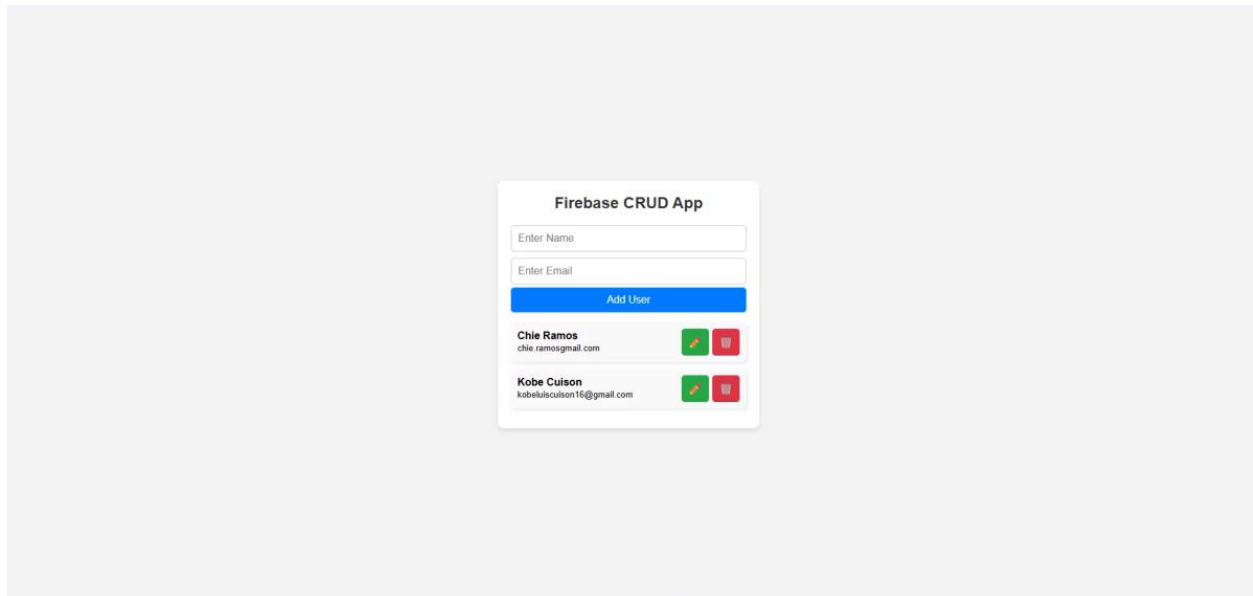 Firebase CRUD App
Enter Name
Enter Email
Add User
Chie Ramos
chie.ramosgmail.com
Kobe Cuison
kobeluiscuison16@gmail.com